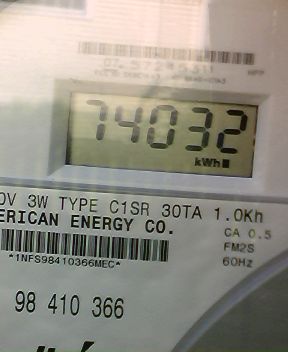 74032
kWh
0V 3W TYPE C1SR 30TA 1.0Kh
ERICAN ENERGY CO.
CA 0.5
FM2S
*1NFS98410366MEC*
60Hz
98 410 366